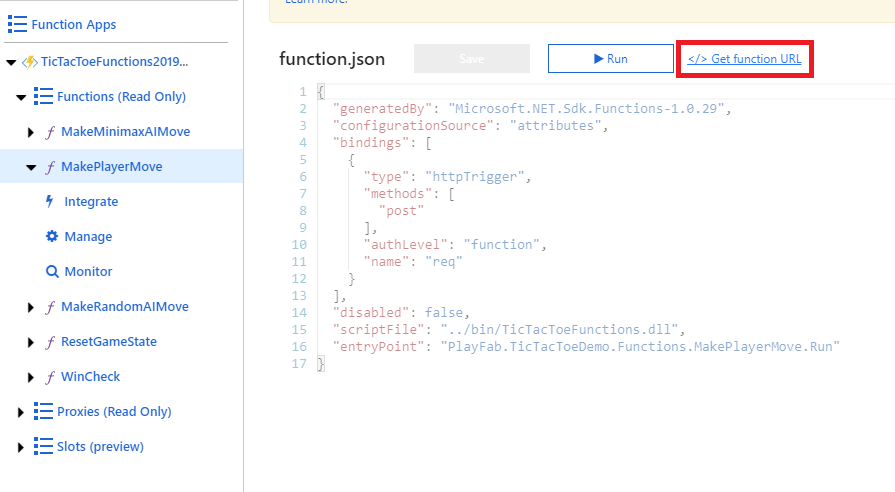 Learn more.
Function Apps
TicTacToeFunctions2019...
Functions (Read Only)
MakeMinimaxAIMove
MakePlayerMove
Integrate
Manage
Monitor
MakeRandomAIMove
ResetGameState
WinCheck
Proxies (Read Only)
Slots (preview)
function.json
Save
Run
</> Get function URL
1 {
2 "generatedBy": "Microsoft.NET.Sdk.Functions-1.0.29",
3 "configurationSource": "attributes",
4 "bindings": [
5 {
6 "type": "httpTrigger",
7 "methods": [
8 "post"
9 ],
10 "authLevel": "function",
11 "name": "req"
12 }
13 ],
14 "disabled": false,
15 "scriptFile": "../bin/TicTacToeFunctions.dll",
16 "entryPoint": "PlayFab.TicTacToeDemo.Functions.MakePlayerMove.Run"
17 }